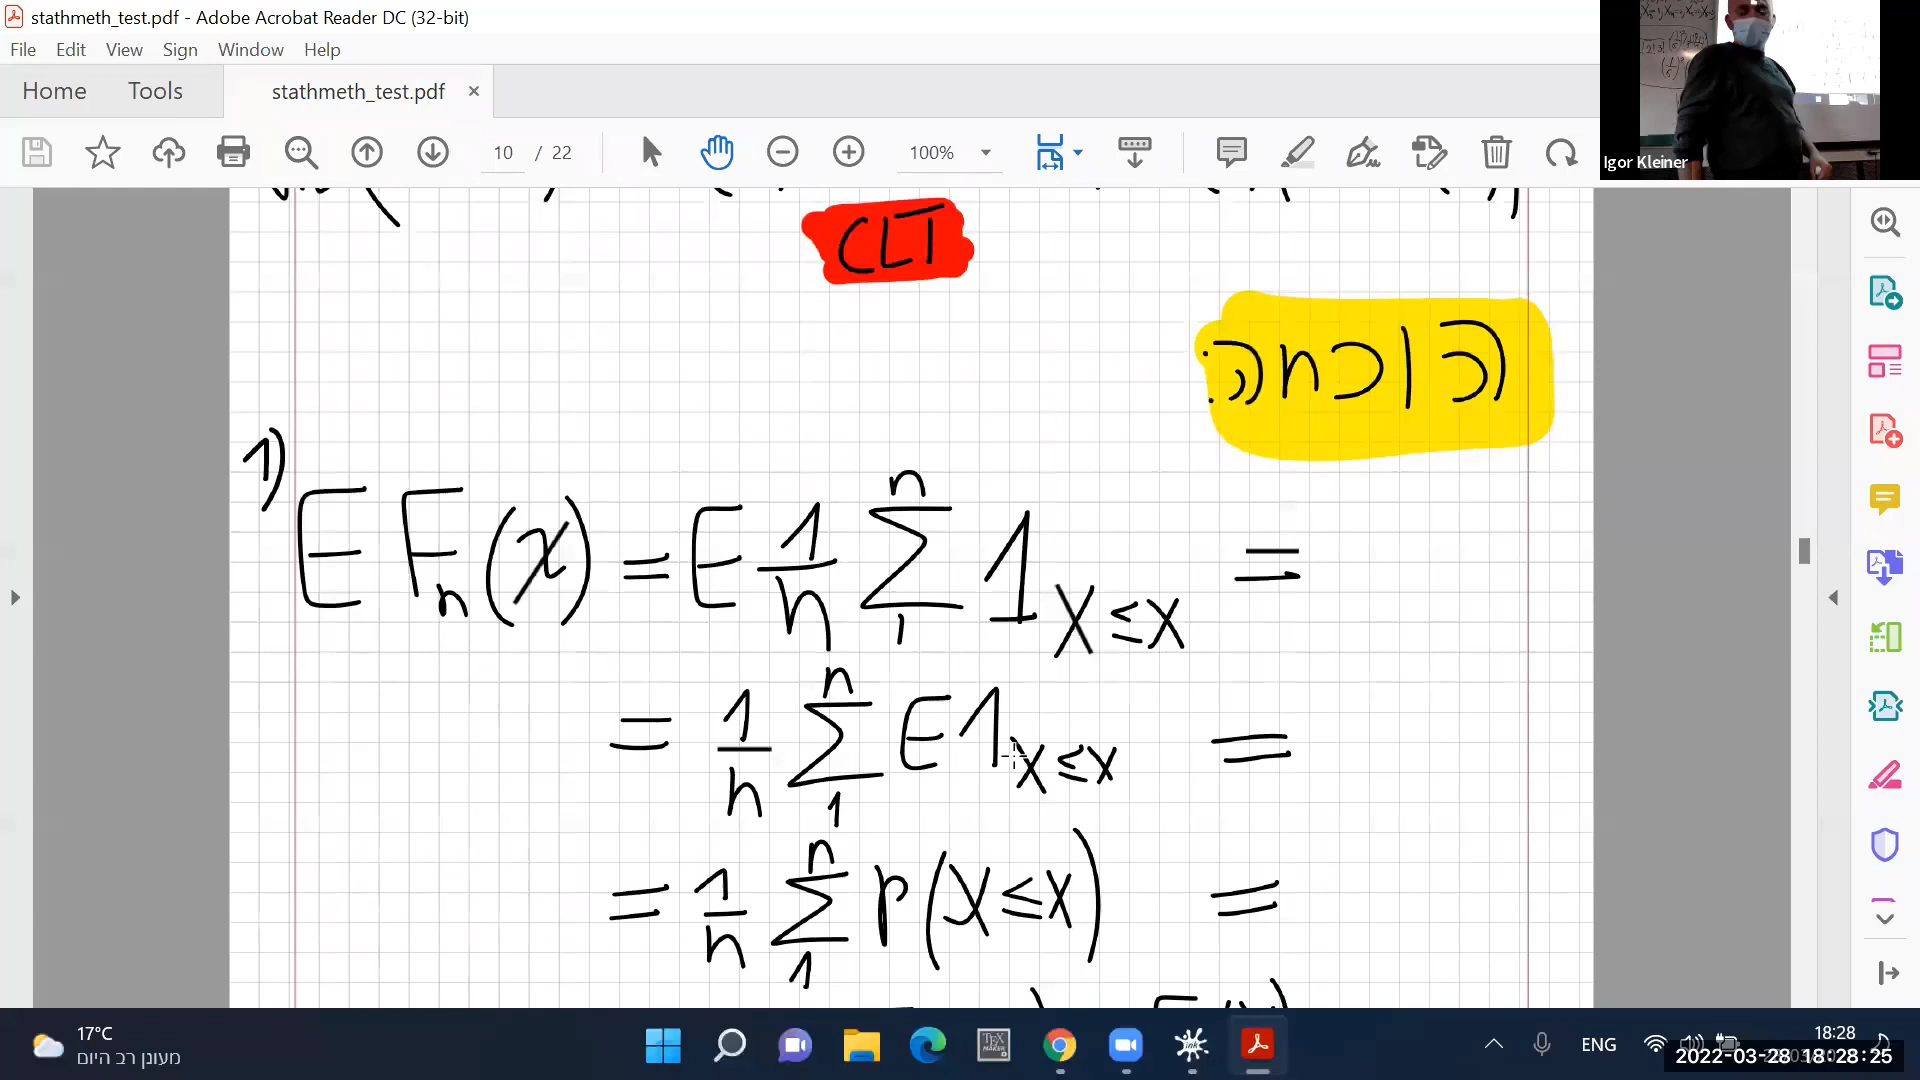 stathmeth_test.pdf - Adobe Acrobat Reader DC (32-bit)
File Edit View Sign Window Help
Home Tools stathmeth_test.pdf ×
10 / 22 100%
Igor Kleiner
CLT
הוכחה:
1) E F_n(x) = E 1/n Σ_1^n 1_{X≤x} =
= 1/n Σ_1^n E 1_{X≤x} =
= 1/n Σ_1^n P(X≤x) =
17°C
מעונן רב היום
ENG
18:28
2022-03-28 18:28:25